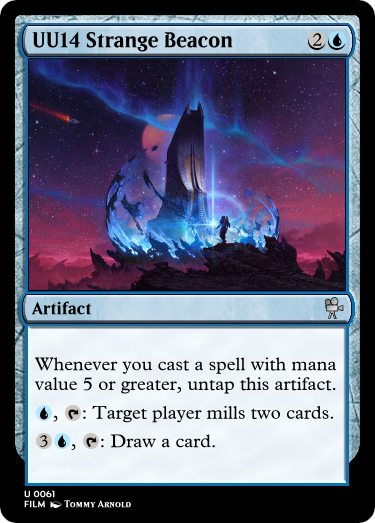 UU14 Strange Beacon 2
Artifact
Whenever you cast a spell with mana
value 5 or greater, untap this artifact.
, : Target player mills two cards.
3 , : Draw a card.
U 0061
FILM Tommy Arnold